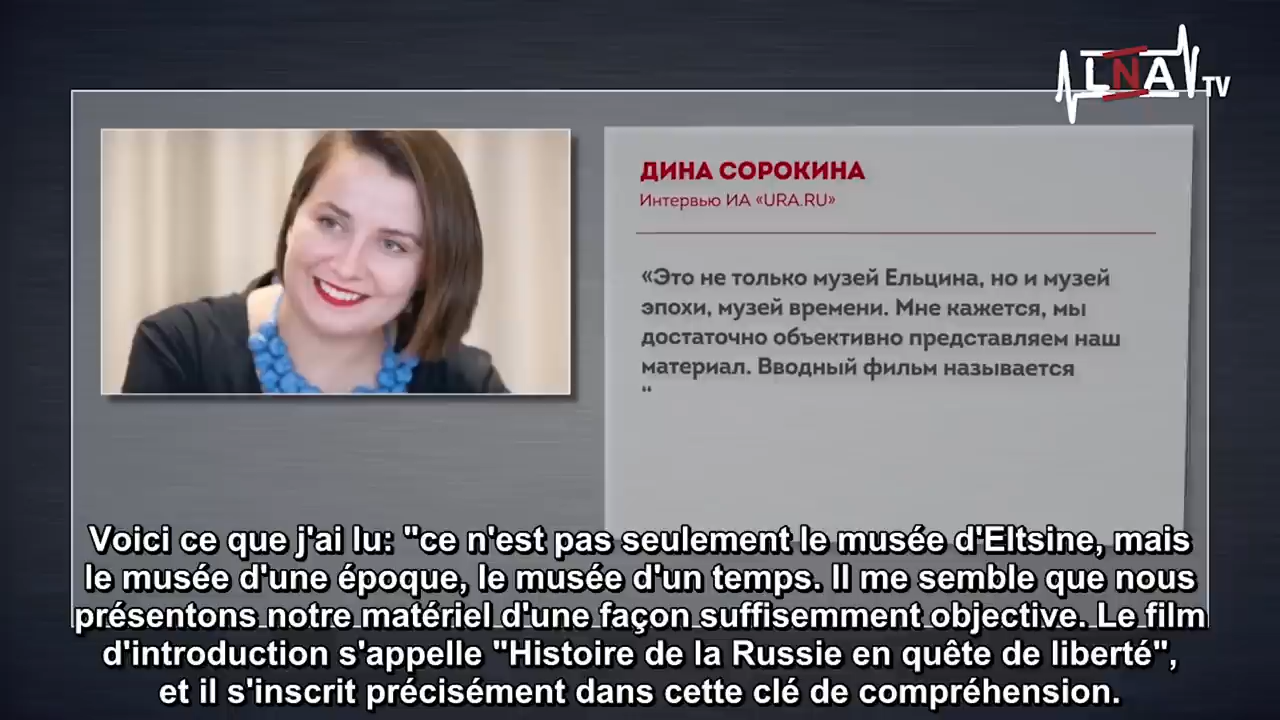 LNA TV
ДИНА СОРОКИНА
Интервью ИА «URA.RU»
«Это не только музей Ельцина, но и музей
эпохи, музей времени. Мне кажется, мы
достаточно объективно представляем наш
материал. Вводный фильм называется
“
Voici ce que j'ai lu: "ce n'est pas seulement le musée d'Eltsine, mais
le musée d'une époque, le musée d'un temps. Il me semble que nous
présentons notre matériel d'une façon suffisemment objective. Le film
d'introduction s'appelle "Histoire de la Russie en quête de liberté",
et il s'inscrit précisément dans cette clé de compréhension.